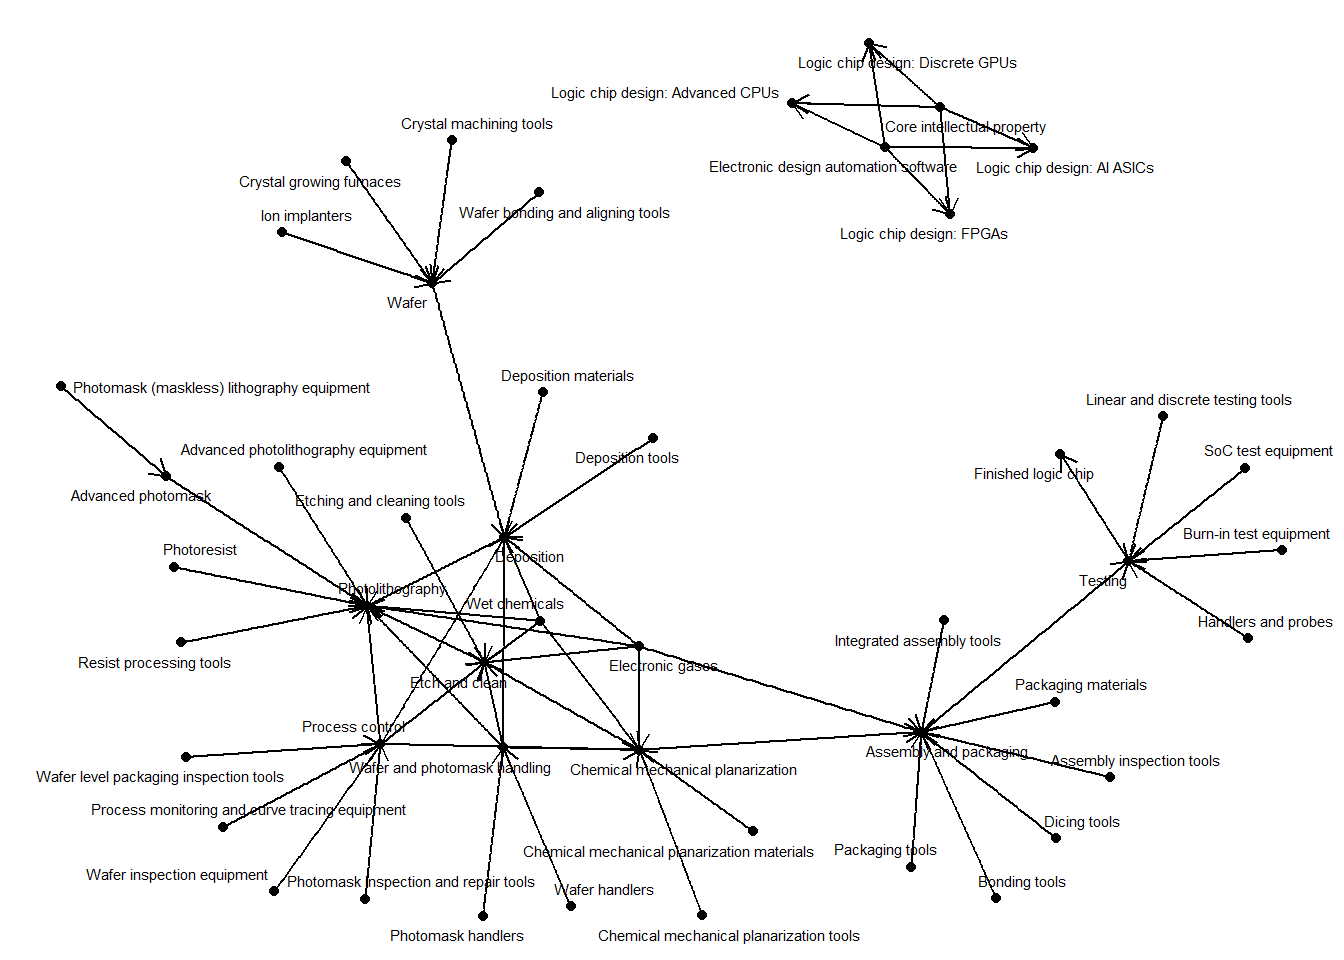 Logic chip design: Discrete GPUs
Logic chip design: Advanced CPUs
Crystal machining tools
Core intellectual property
Electronic design automation software
Logic chip design: AI ASICs
Crystal growing furnaces
Ion implanters
Wafer bonding and aligning tools
Logic chip design: FPGAs
Wafer
Deposition materials
Photomask (maskless) lithography equipment
Linear and discrete testing tools
Advanced photolithography equipment
SoC test equipment
Deposition tools
Finished logic chip
Advanced photomask
Etching and cleaning tools
Burn-in test equipment
Photoresist
Deposition
Testing
Photolithography
Wet chemicals
Handlers and probes
Integrated assembly tools
Resist processing tools
Electronic gases
Etch and clean
Packaging materials
Process control
Assembly and packaging
Assembly inspection tools
Wafer level packaging inspection tools
Wafer and photomask handling
Chemical mechanical planarization
Process monitoring and curve tracing equipment
Dicing tools
Chemical mechanical planarization materials
Packaging tools
Wafer inspection equipment
Photomask inspection and repair tools
Wafer handlers
Bonding tools
Photomask handlers
Chemical mechanical planarization tools